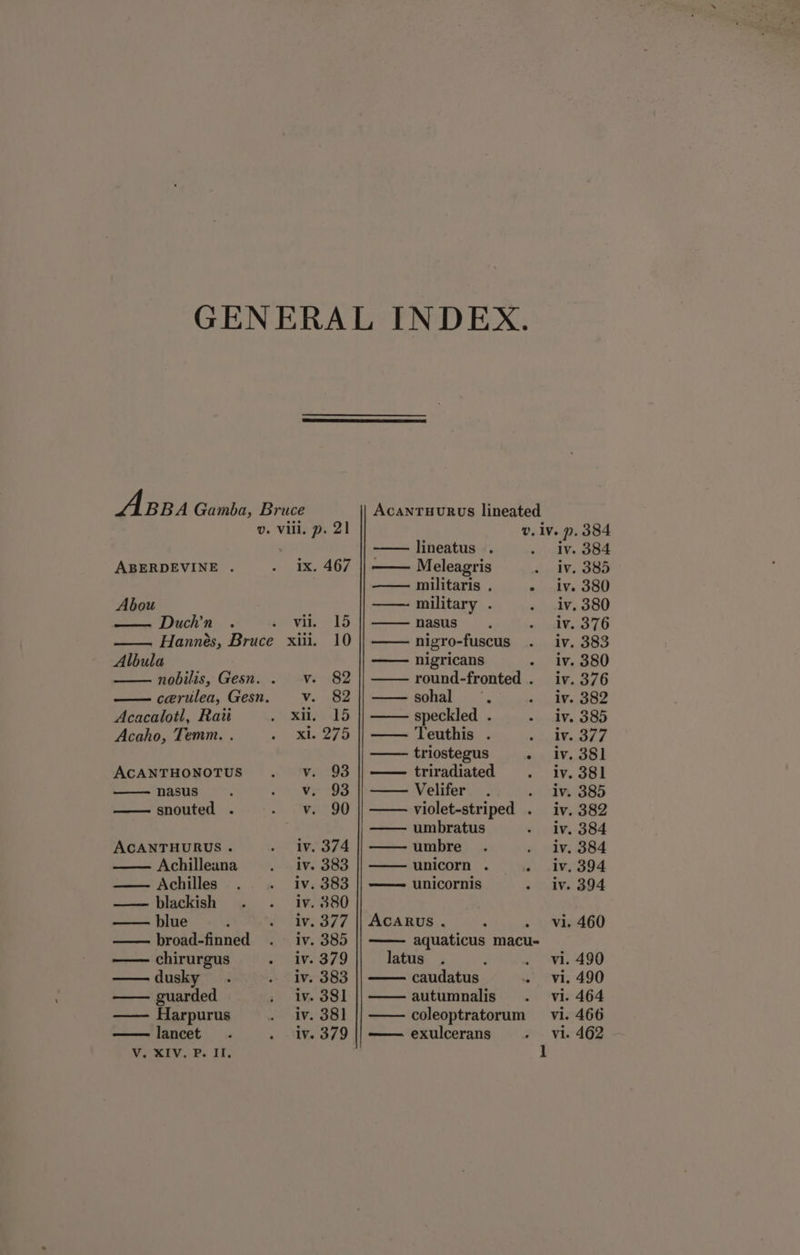 GENERAL INDEX.
ABBA Gamba, Bruce
v. viii. p. 21
ABERDEVINE . . ix. 467
Abou
—— Duch'n . . vii. 15
—— Hannès, Bruce xiii. 10
Albula
—— nobilis, Gesn. . v. 82
—— cærulea, Gesn. v. 82
Acacalotl, Raii . xii. 15
Acaho, Temm. . . xi. 275
ACANTHONOTUS . v. 93
—— nasus . . v. 93
—— snouted . . v. 90
ACANTHURUS . . iv. 374
—— Achilleana . iv. 383
—— Achilles . . iv. 383
—— blackish . . iv. 380
—— blue . . iv. 377
—— broad-finned . iv. 385
—— chirurgus . iv. 379
—— dusky . . iv. 383
—— guarded . iv. 381
—— Harpurus . iv. 381
—— lancet . . iv. 379
V. XIV. P. II.
ACANTHURUS lineated
v. iv. p. 384
—— lineatus . . iv. 384
—— Meleagris . iv. 385
—— militaris . . iv. 380
—— military . . iv. 380
—— nasus . . iv. 376
—— nigro-fuscus . iv. 383
—— nigricans . iv. 380
—— round-fronted . iv. 376
—— sohal . . iv. 382
—— speckled . . iv. 385
—— Teuthis . . iv. 377
—— triostegus . iv. 381
—— triradiated . iv. 381
—— Velifer . . iv. 385
—— violet-striped . iv. 382
—— umbratus . iv. 384
—— umbre . . iv. 384
—— unicorn . . iv. 394
—— unicornis . iv. 394
ACARUS . . . vi. 460
—— aquaticus macu-
latus . . . vi. 490
—— caudatus . vi. 490
—— autumnalis . vi. 464
—— coleoptratorum vi. 466
—— exulcerans . vi. 462
1